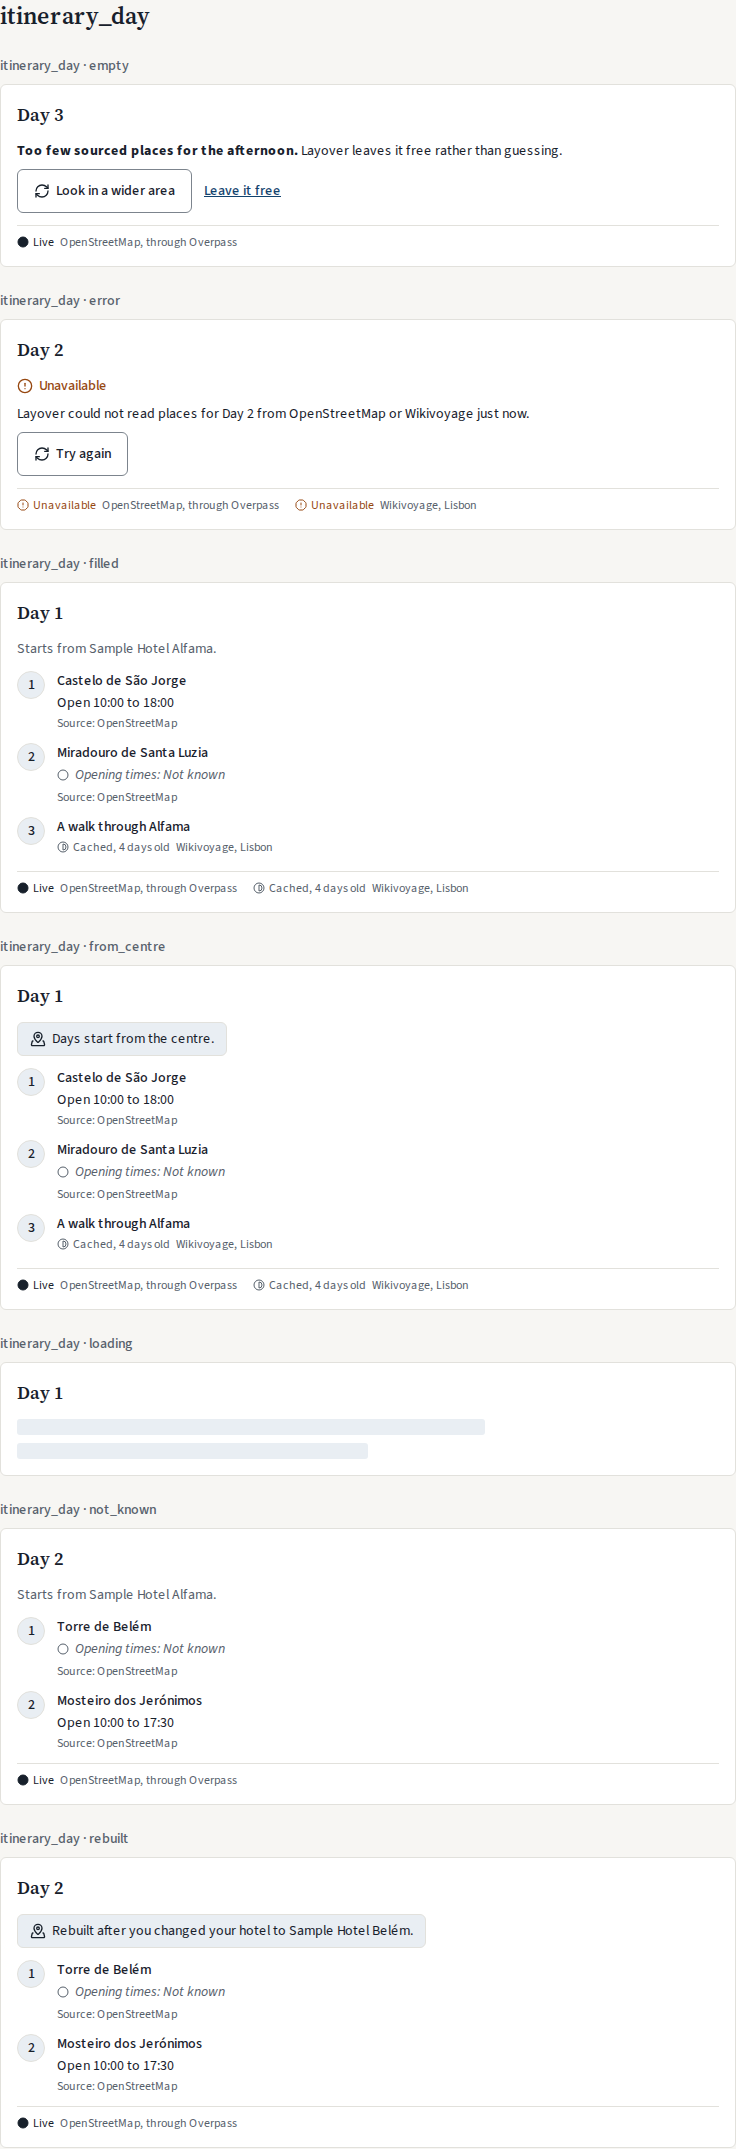 itinerary_day
itinerary_day · empty
Day 3
Too few sourced places for the afternoon. Layover leaves it free rather than guessing.
Look in a wider area Leave it free
Live OpenStreetMap, through Overpass
itinerary_day · error
Day 2
Unavailable
Layover could not read places for Day 2 from OpenStreetMap or Wikivoyage just now.
Try again
Unavailable OpenStreetMap, through Overpass Unavailable Wikivoyage, Lisbon
itinerary_day · filled
Day 1
Starts from Sample Hotel Alfama.
1 Castelo de São Jorge
Open 10:00 to 18:00
Source: OpenStreetMap
2 Miradouro de Santa Luzia
Opening times: Not known
Source: OpenStreetMap
3 A walk through Alfama
Cached, 4 days old Wikivoyage, Lisbon
Live OpenStreetMap, through Overpass Cached, 4 days old Wikivoyage, Lisbon
itinerary_day · from_centre
Day 1
Days start from the centre.
1 Castelo de São Jorge
Open 10:00 to 18:00
Source: OpenStreetMap
2 Miradouro de Santa Luzia
Opening times: Not known
Source: OpenStreetMap
3 A walk through Alfama
Cached, 4 days old Wikivoyage, Lisbon
Live OpenStreetMap, through Overpass Cached, 4 days old Wikivoyage, Lisbon
itinerary_day · loading
Day 1
itinerary_day · not_known
Day 2
Starts from Sample Hotel Alfama.
1 Torre de Belém
Opening times: Not known
Source: OpenStreetMap
2 Mosteiro dos Jerónimos
Open 10:00 to 17:30
Source: OpenStreetMap
Live OpenStreetMap, through Overpass
itinerary_day · rebuilt
Day 2
Rebuilt after you changed your hotel to Sample Hotel Belém.
1 Torre de Belém
Opening times: Not known
Source: OpenStreetMap
2 Mosteiro dos Jerónimos
Open 10:00 to 17:30
Source: OpenStreetMap
Live OpenStreetMap, through Overpass